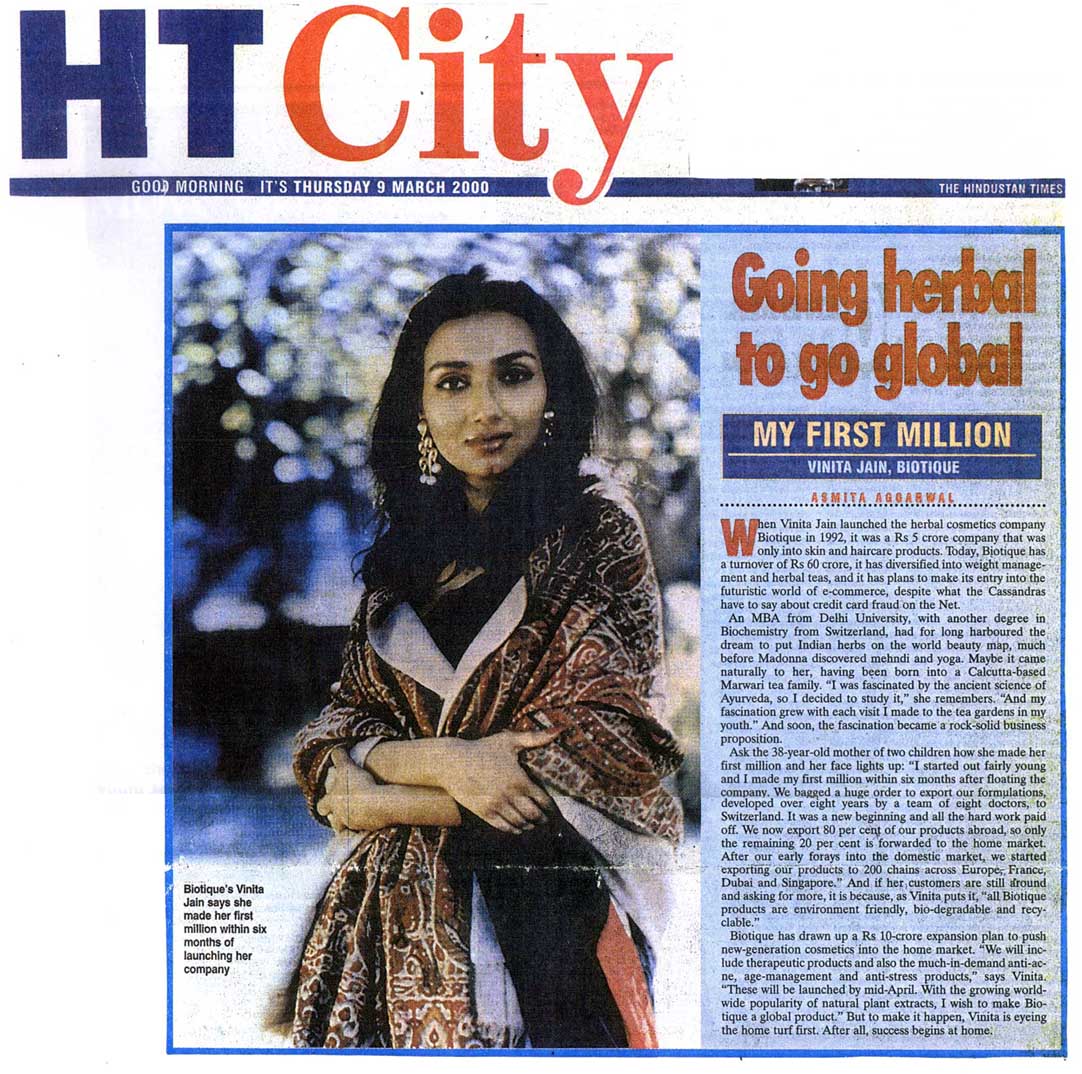 HT City
GOOD MORNING IT'S THURSDAY 9 MARCH 2000
THE HINDUSTAN TIMES
Going herbal
to go global
MY FIRST MILLION
VINITA JAIN, BIOTIQUE
ASMITA AGGARWAL
When Vinita Jain launched the herbal cosmetics company
Biotique in 1992, it was a Rs 5 crore company that was
only into skin and haircare products. Today, Biotique has
a turnover of Rs 60 crore, it has diversified into weight manage-
ment and herbal teas, and it has plans to make its entry into the
futuristic world of e-commerce, despite what the Cassandras
have to say about credit card fraud on the Net.
An MBA from Delhi University, with another degree in
Biochemistry from Switzerland, had for long harboured the
dream to put Indian herbs on the world beauty map, much
before Madonna discovered mehndi and yoga. Maybe it came
naturally to her, having been born into a Calcutta-based
Marwari tea family. "I was fascinated by the ancient science of
Ayurveda, so I decided to study it," she remembers. "And my
fascination grew with each visit I made to the tea gardens in my
youth." And soon, the fascination became a rock-solid business
proposition.
Ask the 38-year-old mother of two children how she made her
first million and her face lights up: "I started out fairly young
and I made my first million within six months after floating the
company. We bagged a huge order to export our formulations,
developed over eight years by a team of eight doctors, to
Switzerland. It was a new beginning and all the hard work paid
off. We now export 80 per cent of our products abroad, so only
the remaining 20 per cent is forwarded to the home market.
After our early forays into the domestic market, we started
exporting our products to 200 chains across Europe, France,
Dubai and Singapore." And if her customers are still around
and asking for more, it is because, as Vinita puts it, "all Biotique
products are environment friendly, bio-degradable and recy-
clable."
Biotique has drawn up a Rs 10-crore expansion plan to push
new-generation cosmetics into the home market. "We will inc-
lude therapeutic products and also the much-in-demand anti-ac-
ne, age-management and anti-stress products," says Vinita.
"These will be launched by mid-April. With the growing world-
wide popularity of natural plant extracts, I wish to make Bio-
tique a global product." But to make it happen, Vinita is eyeing
the home turf first. After all, success begins at home.
Biotique's Vinita
Jain says she
made her first
million within six
months of
launching her
company